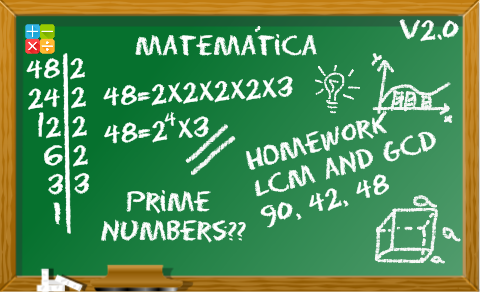 MATEMÁTICA
V2.0
48|2
24|2
12|2
6|2
3|3
1|
48=2X2X2X2X3
48=2⁴X3
PRIME
NUMBERS??
HOMEWORK
LCM AND GCD
90, 42, 48
y
x
a
a
a